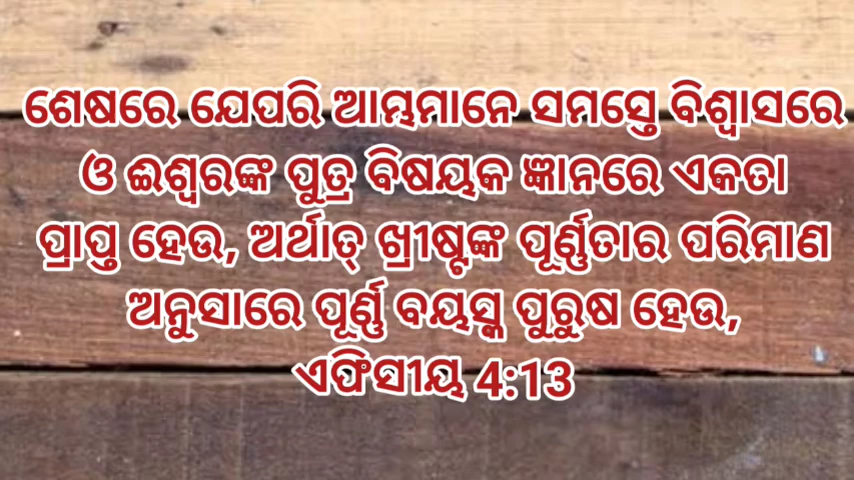 ଶେଷରେ ଯେପରି ଆମ୍ଭମାନେ ସମସ୍ତେ ବିଶ୍ୱାସରେ
ଓ ଈଶ୍ୱରଙ୍କ ପୁତ୍ର ବିଷୟକ ଜ୍ଞାନରେ ଏକତା
ପ୍ରାପ୍ତ ହେଉ, ଅର୍ଥାତ୍ ଖ୍ରୀଷ୍ଟଙ୍କ ପୂର୍ଣ୍ଣତାର ପରିମାଣ
ଅନୁସାରେ ପୂର୍ଣ୍ଣ ବୟସ୍କ ପୁରୁଷ ହେଉ,
ଏଫିସୀୟ 4:13